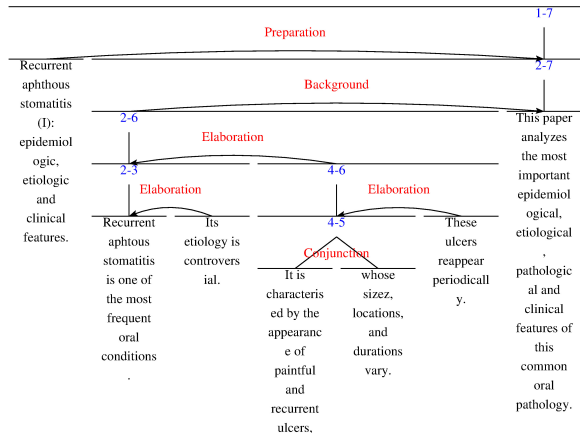 1-7
Preparation
Recurrent
aphthous
stomatitis
(I):
epidemiol
ogic,
etiologic
and
clinical
features.
2-7
Background
2-6
Elaboration
2-3
Elaboration
Recurrent
aphtous
stomatitis
is one of
the most
frequent
oral
conditions
.
Its
etiology is
controvers
ial.
4-6
Elaboration
4-5
Conjunction
It is
characteris
ed by the
appearanc
e of
painful
and
recurrent
ulcers,
whose
sizez,
locations,
and
durations
vary.
These
ulcers
reappear
periodicall
y.
This paper
analyzes
the most
important
epidemiol
ogical,
etiological
,
pathologic
al and
clinical
features of
this
common
oral
pathology.